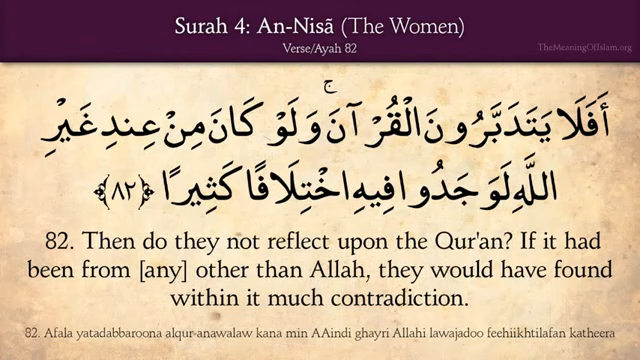 Surah 4: An-Nisã (The Women)
Verse/Ayah 82
TheMeaningOfIslam.org
أَفَلَا يَتَدَبَّرُونَ الْقُرْآنَ ۚ وَلَوْ كَانَ مِنْ عِندِ غَيْرِ
اللَّهِ لَوَجَدُوا فِيهِ اخْتِلَافًا كَثِيرًا ﴿٨٢﴾
82. Then do they not reflect upon the Qur'an? If it had
been from [any] other than Allah, they would have found
within it much contradiction.
82. Afala yatadabbaroona alqur-anawalaw kana min AAindi ghayri Allahi lawajadoo feehiikhtilafan katheera